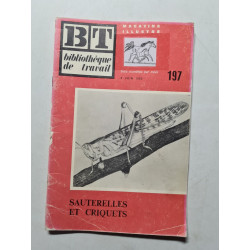 BT
bibliothèque
de travail
MAGAZINE
ILLUSTRÉ
197
SAUTERELLES
ET CRIQUETS